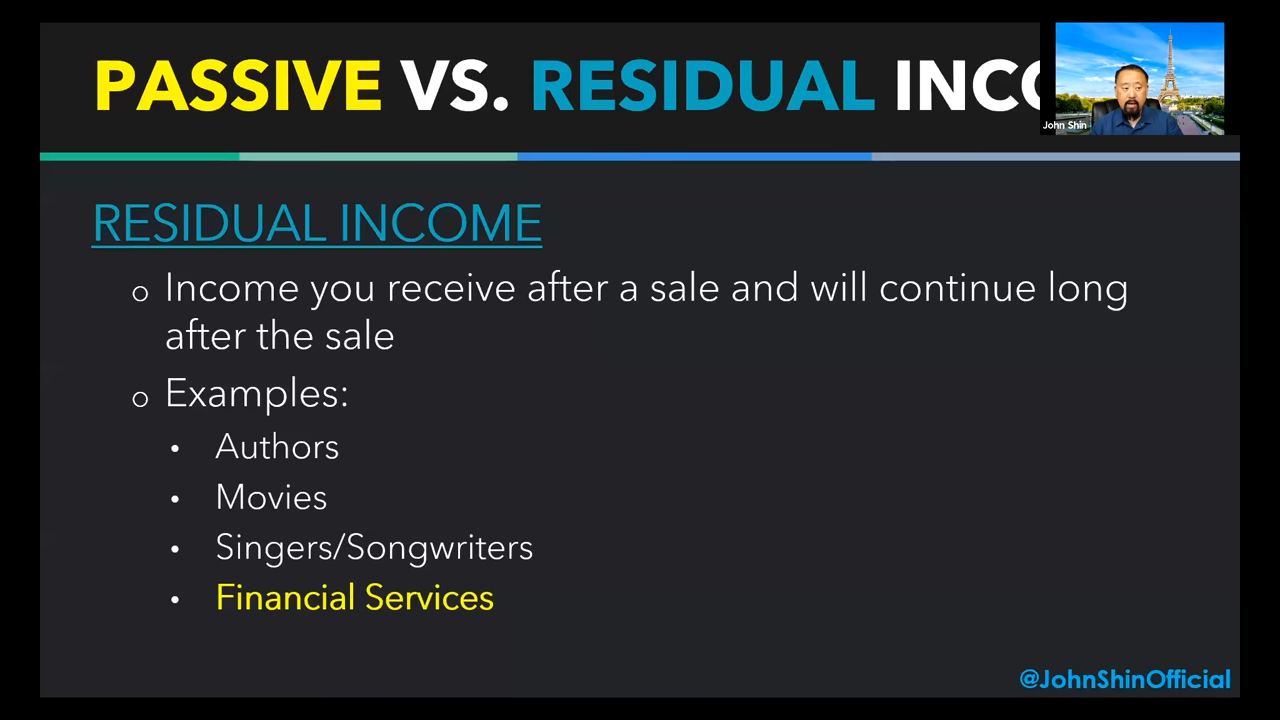 PASSIVE VS. RESIDUAL INCO
John Shin
RESIDUAL INCOME
o Income you receive after a sale and will continue long
after the sale
o Examples:
• Authors
• Movies
• Singers/Songwriters
• Financial Services
@JohnShinOfficial